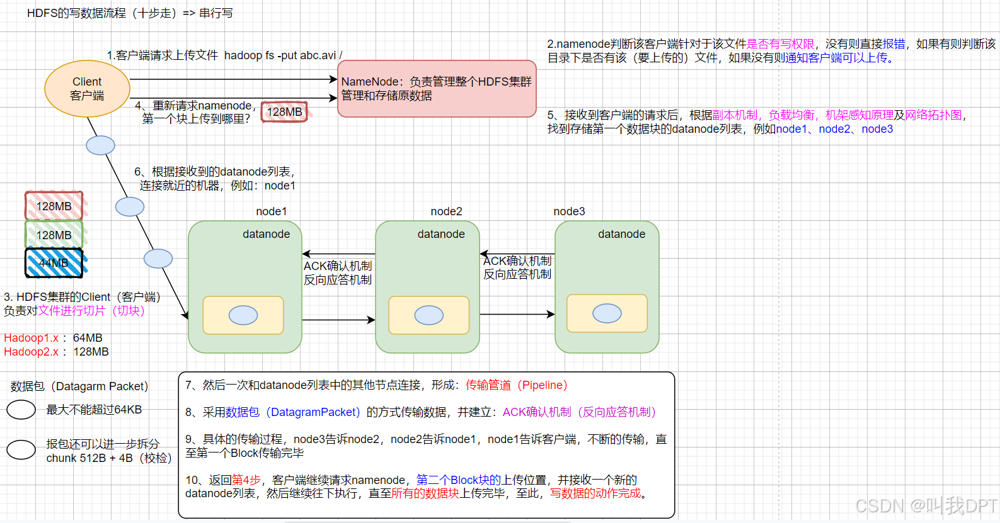 HDFS的写数据流程（十步走）=> 串行写
1.客户端请求上传文件 hadoop fs -put abc.avi /
2.namenode判断该客户端针对于该文件是否有写权限，没有则直接报错，如果有则判断该
目录下是否有该（要上传的）文件，如果没有则通知客户端可以上传。
Client
客户端
NameNode：负责管理整个HDFS集群
管理和存储原数据
4、重新请求namenode，
第一个块上传到哪里？
128MB
5、接收到客户端的请求后，根据副本机制，负载均衡，机架感知原理及网络拓扑图，
找到存储第一个数据块的datanode列表，例如node1、node2、node3
6、根据接收到的datanode列表，
连接就近的机器，例如：node1
128MB
128MB
44MB
node1
node2
node3
datanode
datanode
datanode
ACK确认机制
反向应答机制
ACK确认机制
反向应答机制
3. HDFS集群的Client（客户端）
负责对文件进行切片（切块）
Hadoop1.x ：64MB
Hadoop2.x ：128MB
数据包（Datagarm Packet）
最大不能超过64KB
报包还可以进一步拆分
chunk 512B + 4B（校检）
7、然后一次和datanode列表中的其他节点连接，形成：传输管道（Pipeline）
8、采用数据包（DatagramPacket）的方式传输数据，并建立：ACK确认机制（反向应答机制）
9、具体的传输过程，node3告诉node2，node2告诉node1，node1告诉客户端，不断的传输，直
至第一个Block传输完毕
10、返回第4步，客户端继续请求namenode，第二个Block块的上传位置，并接收一个新的
datanode列表，然后继续往下执行，直至所有的数据块上传完毕，至此，写数据的动作完成。
CSDN @叫我DPT